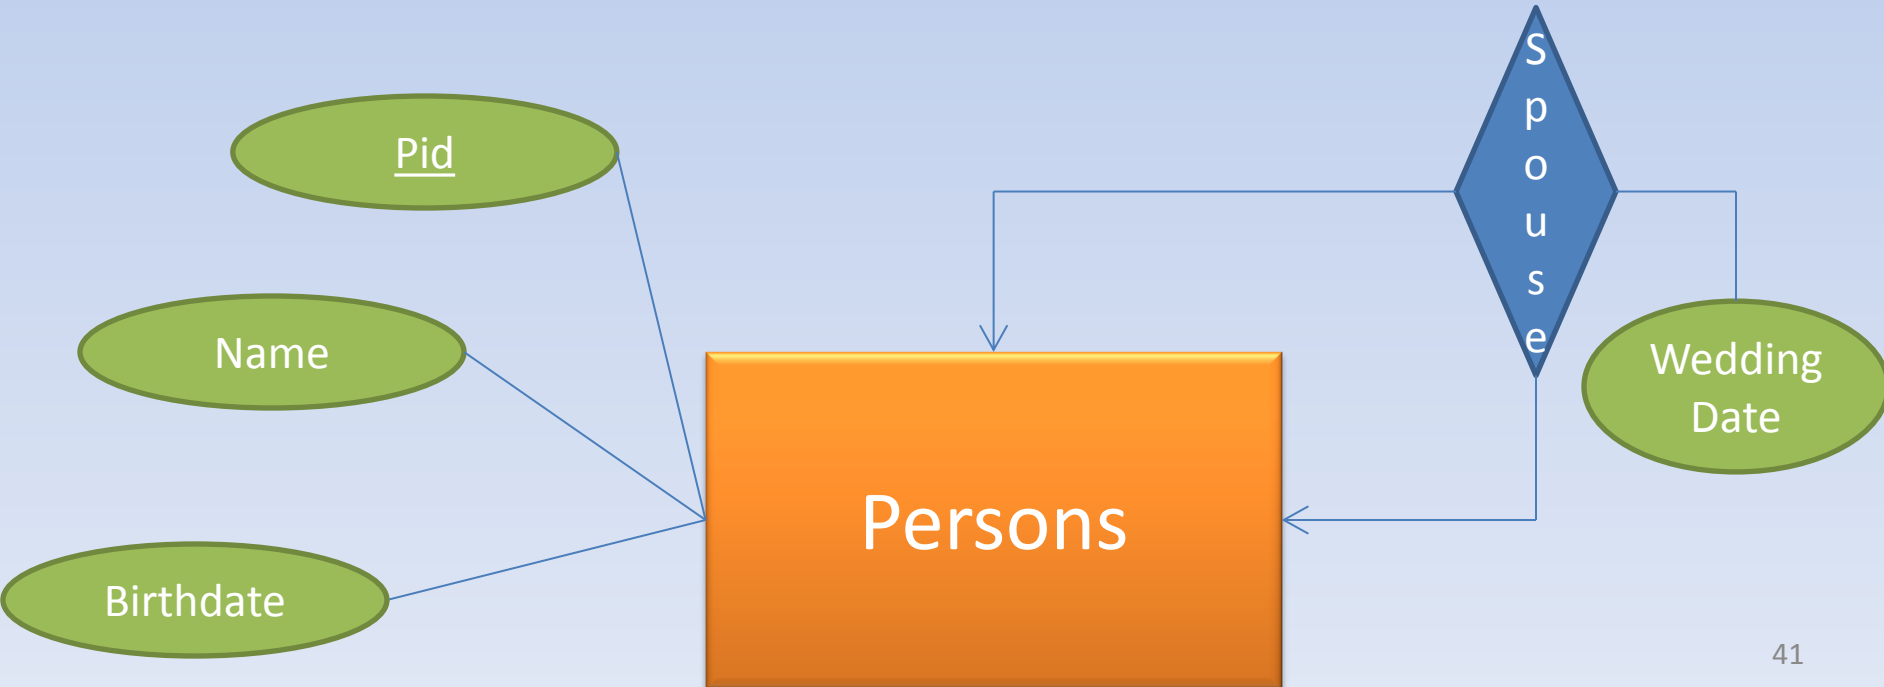 Pid
Name
Birthdate
Persons
S
p
o
u
s
e
Wedding
Date
41